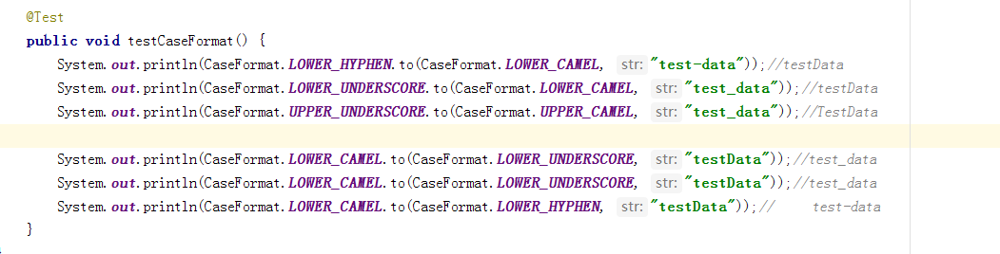 @Test
public void testCaseFormat() {
System.out.println(CaseFormat.LOWER_HYPHEN.to(CaseFormat.LOWER_CAMEL, str: "test-data"));//testData
System.out.println(CaseFormat.LOWER_UNDERSCORE.to(CaseFormat.LOWER_CAMEL, str: "test_data"));//testData
System.out.println(CaseFormat.UPPER_UNDERSCORE.to(CaseFormat.UPPER_CAMEL, str: "test_data"));//TestData
System.out.println(CaseFormat.LOWER_CAMEL.to(CaseFormat.LOWER_UNDERSCORE, str: "testData"));//test_data
System.out.println(CaseFormat.LOWER_CAMEL.to(CaseFormat.LOWER_UNDERSCORE, str: "testData"));//test_data
System.out.println(CaseFormat.LOWER_CAMEL.to(CaseFormat.LOWER_HYPHEN, str: "testData"));// test-data
}